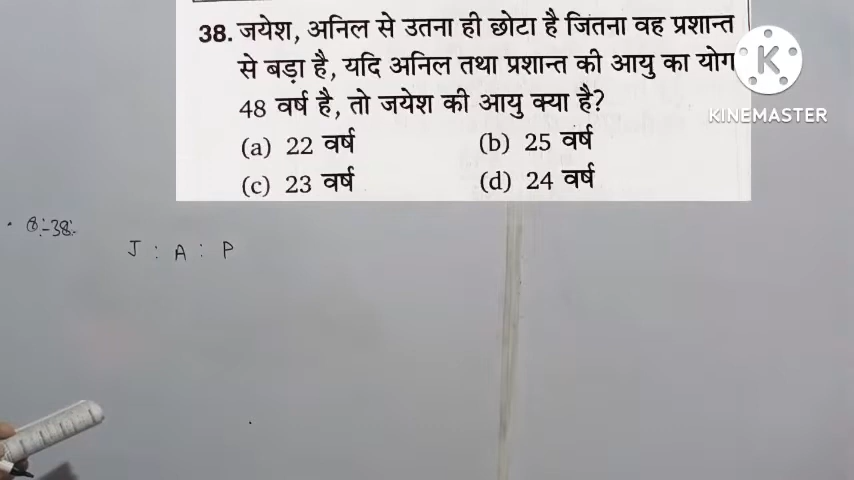 38. जयेश, अनिल से उतना ही छोटा है जितना वह प्रशान्त
से बड़ा है, यदि अनिल तथा प्रशान्त की आयु का योग
48 वर्ष है, तो जयेश की आयु क्या है?
(a) 22 वर्ष (b) 25 वर्ष
(c) 23 वर्ष (d) 24 वर्ष
KINEMASTER
J : A : P